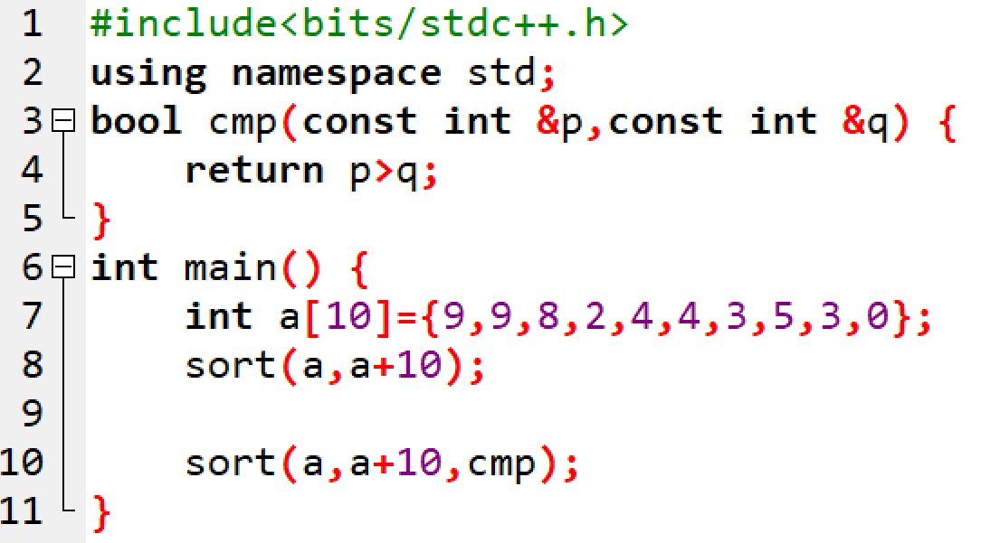 1 #include<bits/stdc++.h>
2 using namespace std;
3 bool cmp(const int &p,const int &q) {
4     return p>q;
5 }
6 int main() {
7     int a[10]={9,9,8,2,4,4,3,5,3,0};
8     sort(a,a+10);
9
10     sort(a,a+10,cmp);
11 }